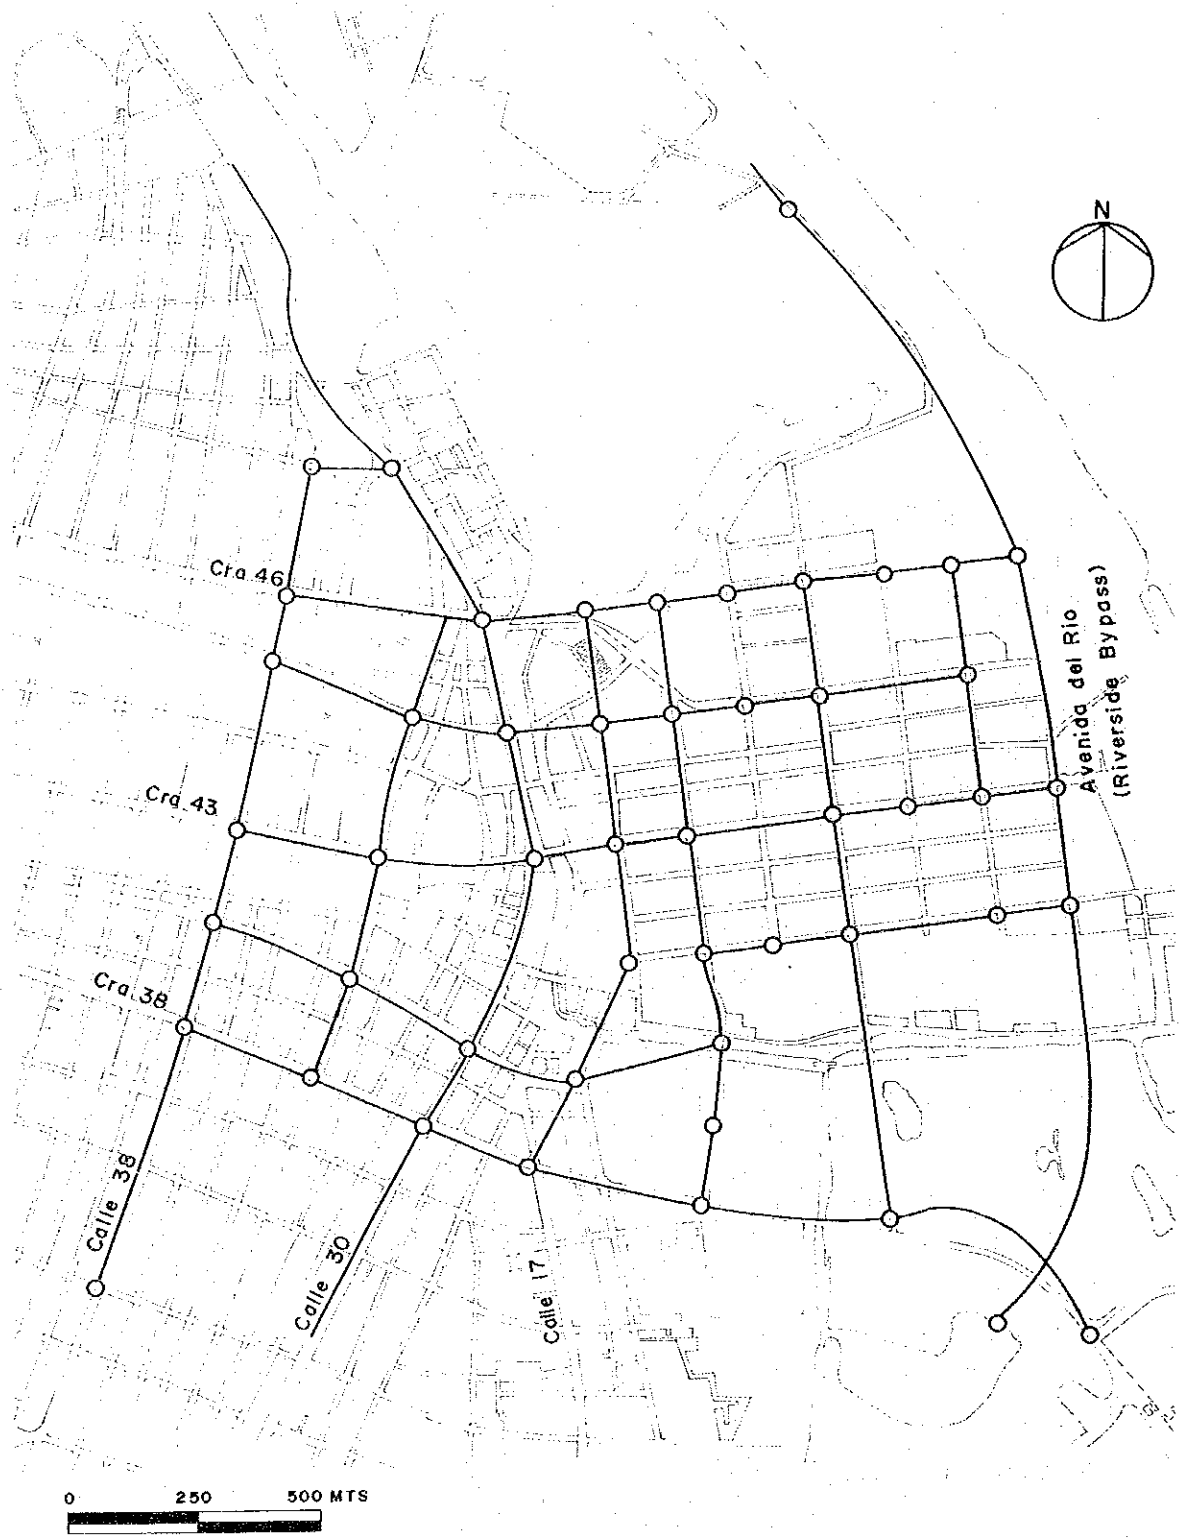 N
Cra. 46
Avenida del Rio
(Riverside Bypass)
Cra. 43
Cra. 38
Calle 38
Calle 30
Calle 17
0 250 500 MTS